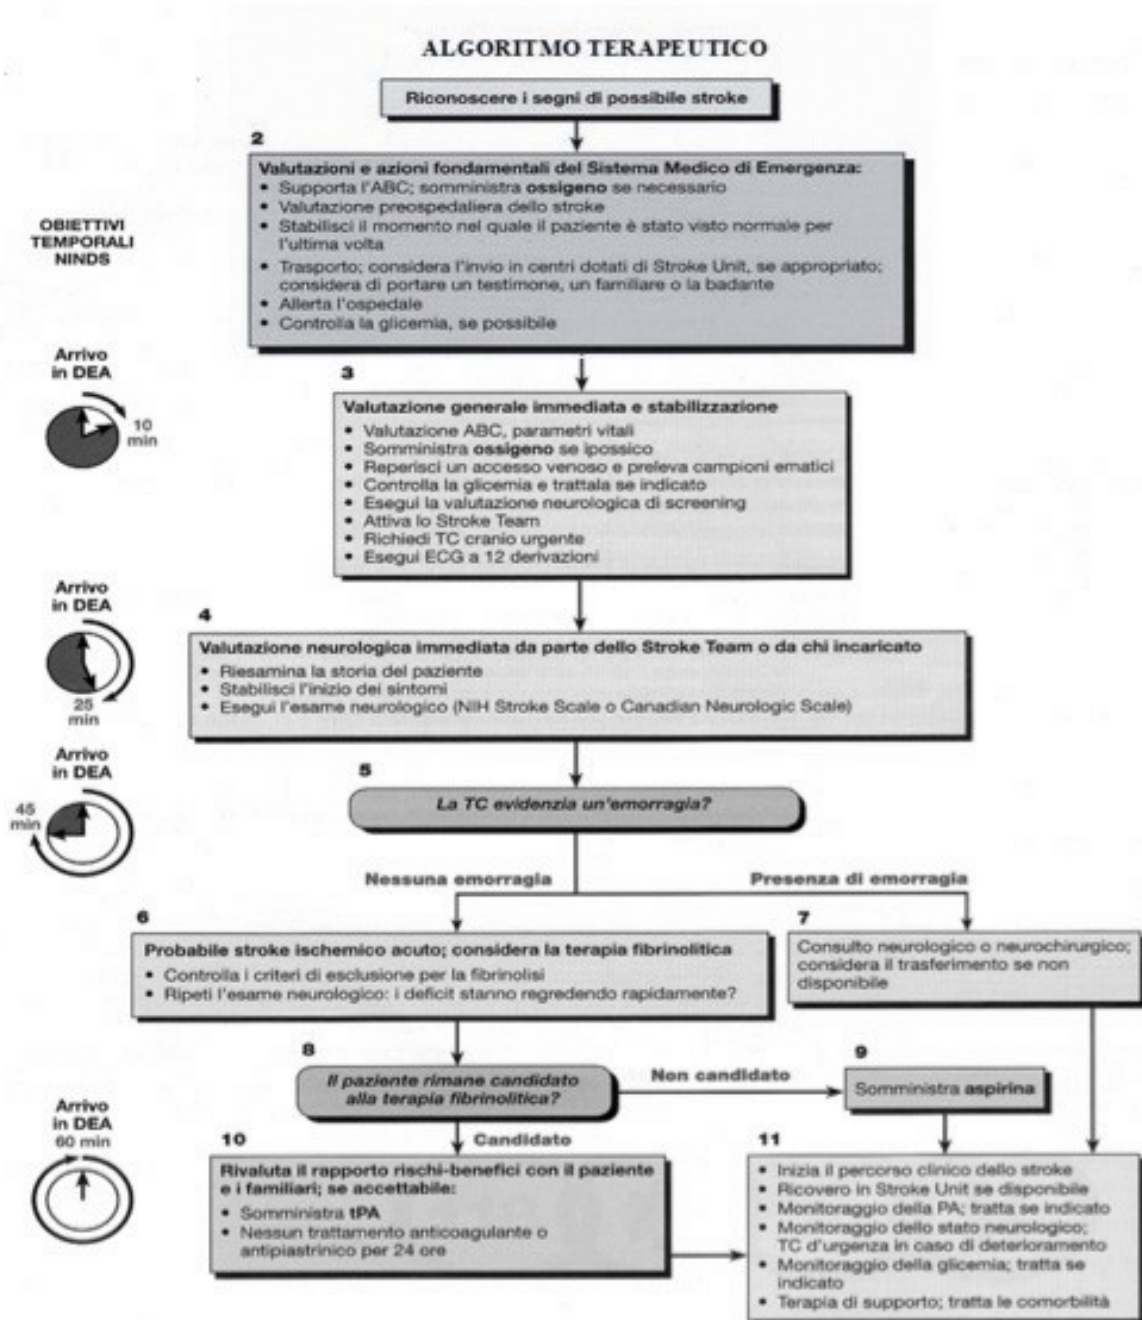 ALGORITMO TERAPEUTICO
Riconoscere i segni di possibile stroke
2
Valutazioni e azioni fondamentali del Sistema Medico di Emergenza:
• Supporta l'ABC; somministra ossigeno se necessario
• Valutazione preospedaliera dello stroke
• Stabilisci il momento nel quale il paziente è stato visto normale per
l'ultima volta
• Trasporto; considera l'invio in centri dotati di Stroke Unit, se appropriato;
considera di portare un testimone, un familiare o la badante
• Allerta l'ospedale
• Controlla la glicemia, se possibile
OBIETTIVI
TEMPORALI
NINDS
Arrivo
in DEA
10
min
3
Valutazione generale immediata e stabilizzazione
• Valutazione ABC, parametri vitali
• Somministra ossigeno se ipossico
• Reperisci un accesso venoso e preleva campioni ematici
• Controlla la glicemia e trattala se indicato
• Esegui la valutazione neurologica di screening
• Attiva lo Stroke Team
• Richiedi TC cranio urgente
• Esegui ECG a 12 derivazioni
Arrivo
in DEA
25
min
4
Valutazione neurologica immediata da parte dello Stroke Team o da chi incaricato
• Riesamina la storia del paziente
• Stabilisci l'inizio dei sintomi
• Esegui l'esame neurologico (NIH Stroke Scale o Canadian Neurologic Scale)
Arrivo
in DEA
45
min
5
La TC evidenzia un'emorragia?
Nessuna emorragia
Presenza di emorragia
6
Probabile stroke ischemico acuto; considera la terapia fibrinolitica
• Controlla i criteri di esclusione per la fibrinolisi
• Ripeti l'esame neurologico: i deficit stanno regredendo rapidamente?
7
Consulto neurologico o neurochirurgico;
considera il trasferimento se non
disponibile
8
Il paziente rimane candidato
alla terapia fibrinolitica?
Non candidato
9
Somministra aspirina
Arrivo
in DEA
60 min
Candidato
10
Rivaluta il rapporto rischi-benefici con il paziente
e i familiari; se accettabile:
• Somministra tPA
• Nessun trattamento anticoagulante o
antipiastrinico per 24 ore
11
• Inizia il percorso clinico dello stroke
• Ricovero in Stroke Unit se disponibile
• Monitoraggio della PA; tratta se indicato
• Monitoraggio dello stato neurologico;
TC d'urgenza in caso di deterioramento
• Monitoraggio della glicemia; tratta se
indicato
• Terapia di supporto; tratta le comorbilità